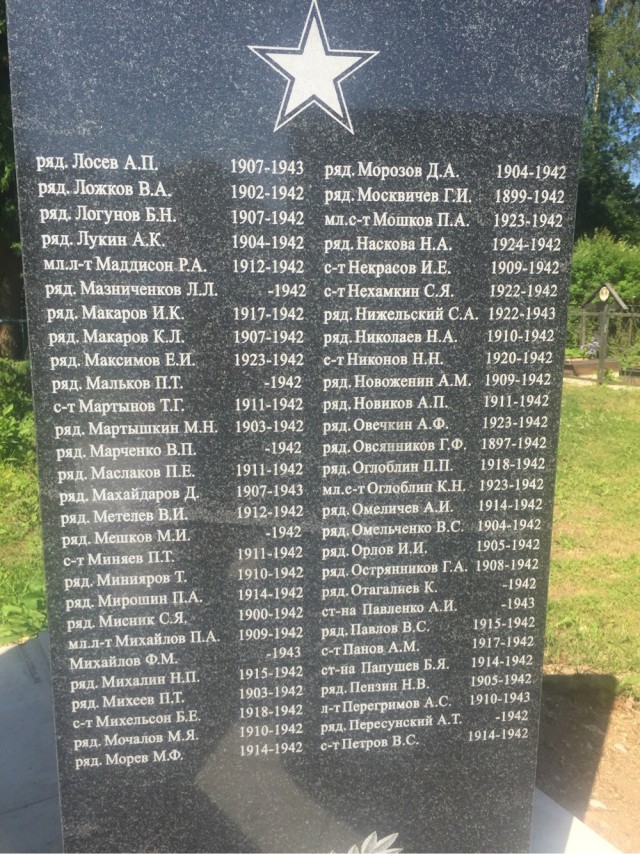 ряд. Лосев А.П. 1907-1943
ряд. Ложков В.А. 1902-1942
ряд. Логунов Б.Н. 1907-1942
ряд. Лукин А.К. 1904-1942
мл.л-т Маддисон Р.А. 1912-1942
ряд. Мазниченков Л.Л. -1942
ряд. Макаров И.К. 1917-1942
ряд. Макаров К.Л. 1907-1942
ряд. Максимов Е.И. 1923-1942
ряд. Мальков П.Т. -1942
с-т Мартынов Т.Г. 1911-1942
ряд. Мартышкин М.Н. 1903-1942
ряд. Марченко В.П. -1942
ряд. Маслаков П.Е. 1911-1942
ряд. Махайдаров Д. 1907-1943
ряд. Метелев В.И. 1912-1942
ряд. Мешков М.И. -1942
с-т Миняев П.Т. 1911-1942
ряд. Минияров Т. 1910-1942
ряд. Мирошин П.А. 1914-1942
ряд. Мисник С.Я. 1900-1942
мл.л-т Михайлов П.А. 1909-1942
Михайлов Ф.М. -1943
ряд. Михалин Н.П. 1915-1942
ряд. Михеев П.Т. 1903-1942
с-т Михельсон Б.Е. 1918-1942
ряд. Мочалов М.Я. 1910-1942
ряд. Морев М.Ф. 1914-1942
ряд. Морозов Д.А. 1904-1942
ряд. Москвичев Г.И. 1899-1942
мл.с-т Мошков П.А. 1923-1942
ряд. Наскова Н.А. 1924-1942
с-т Некрасов И.Е. 1909-1942
с-т Нехамкин С.Я. 1922-1942
ряд. Нижельский С.А. 1922-1943
ряд. Николаев Н.А. 1910-1942
с-т Никонов Н.Н. 1920-1942
ряд. Новоженин А.М. 1909-1942
ряд. Новиков А.П. 1911-1942
ряд. Овечкин А.Ф. 1923-1942
ряд. Овсянников Г.Ф. 1897-1942
ряд. Оглоблин П.П. 1918-1942
мл.с-т Оглоблин К.Н. 1923-1942
ряд. Омеличев А.И. 1914-1942
ряд. Омельченко В.С. 1904-1942
ряд. Орлов И.И. 1905-1942
ряд. Острянников Г.А. 1908-1942
ряд. Отагалиев К. -1942
ст-на Павленко А.И. -1943
ряд. Павлов В.С. 1915-1942
с-т Панов А.М. 1917-1942
ст-на Папушев Б.Я. 1914-1942
ряд. Пензин Н.В. 1905-1942
л-т Перегримов А.С. 1910-1943
ряд. Пересунский А.Т. -1942
с-т Петров В.С. 1914-1942